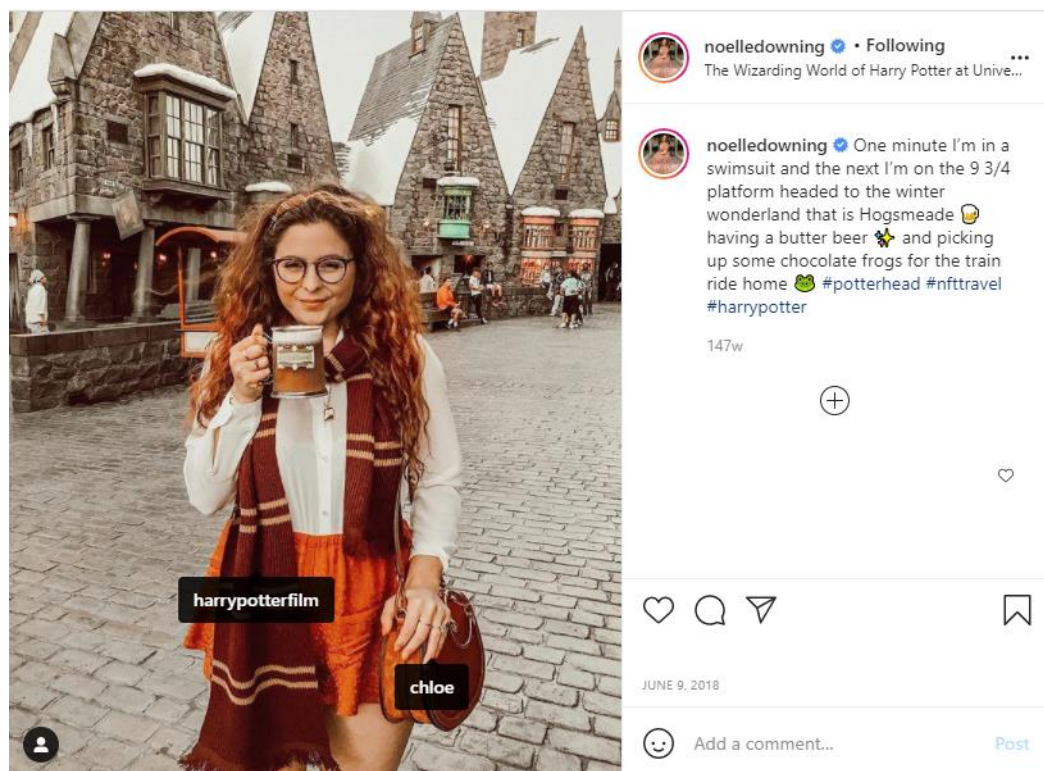 noelledowning • Following
The Wizarding World of Harry Potter at Unive...
noelledowning One minute I'm in a
swimsuit and the next I'm on the 9 3/4
platform headed to the winter
wonderland that is Hogsmeade 🍺
having a butter beer ✨ and picking
up some chocolate frogs for the train
ride home 🐸 #potterhead #nfttravel
#harrypotter
147w
harrypotterfilm
chloe
JUNE 9, 2018
Add a comment...
Post